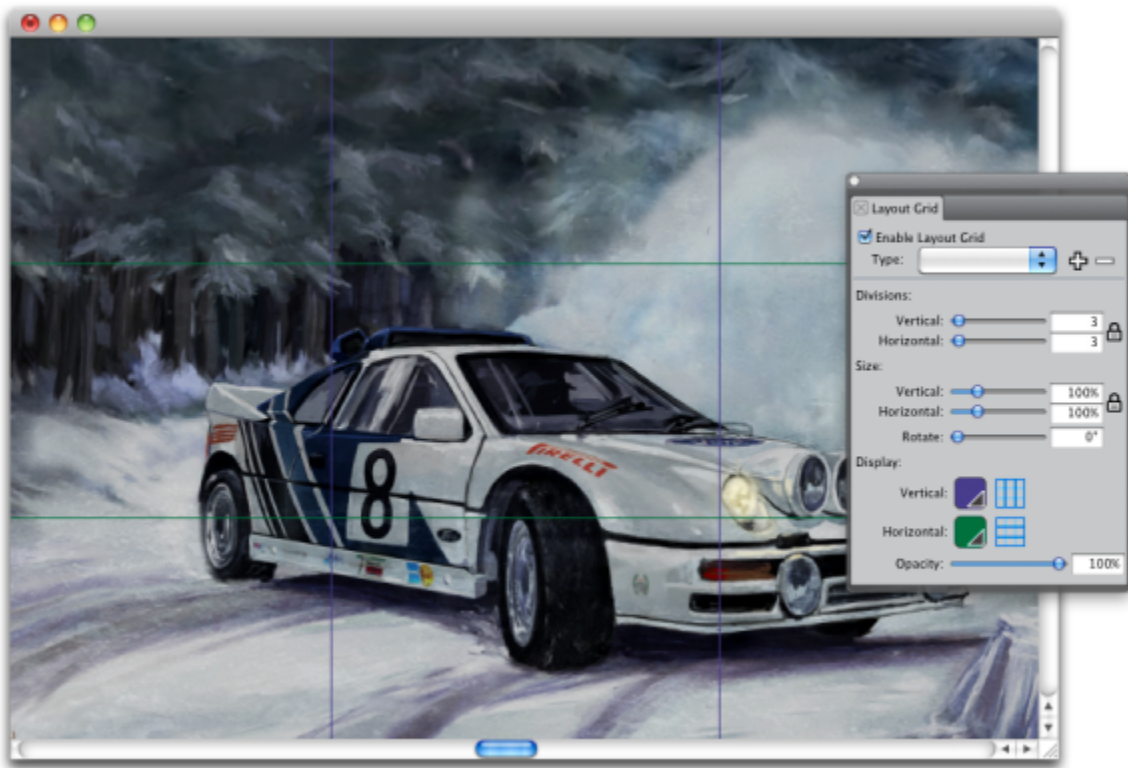 Layout Grid
Enable Layout Grid
Type:
Divisions:
Vertical: 3
Horizontal: 3
Size:
Vertical: 100%
Horizontal: 100%
Rotate: 0°
Display:
Vertical:
Horizontal:
Opacity: 100%
PIRELLI
8
Ford